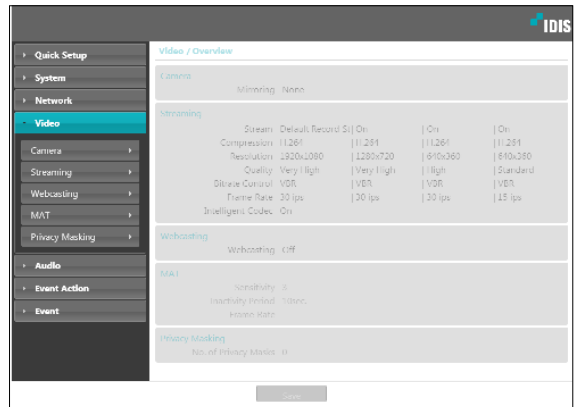 IDIS
Quick Setup
System
Network
Video
Camera
Streaming
Webcasting
MAT
Privacy Masking
Audio
Event Action
Event
Video / Overview
Camera
Mirroring None
Streaming
Stream Default Record St| On | On | On
Compression H.264 | H.264 | H.264 | H.264
Resolution 1920x1080 | 1280x720 | 640x360 | 640x360
Quality Very High | Very High | High | Standard
Bitrate Control VBR | VBR | VBR | VBR
Frame Rate 30 ips | 30 ips | 30 ips | 15 ips
Intelligent Codec On
Webcasting
Webcasting Off
MAT
Sensitivity
Inactivity Period
Frame Rate
Privacy Masking
No. of Privacy Masks 0
Save